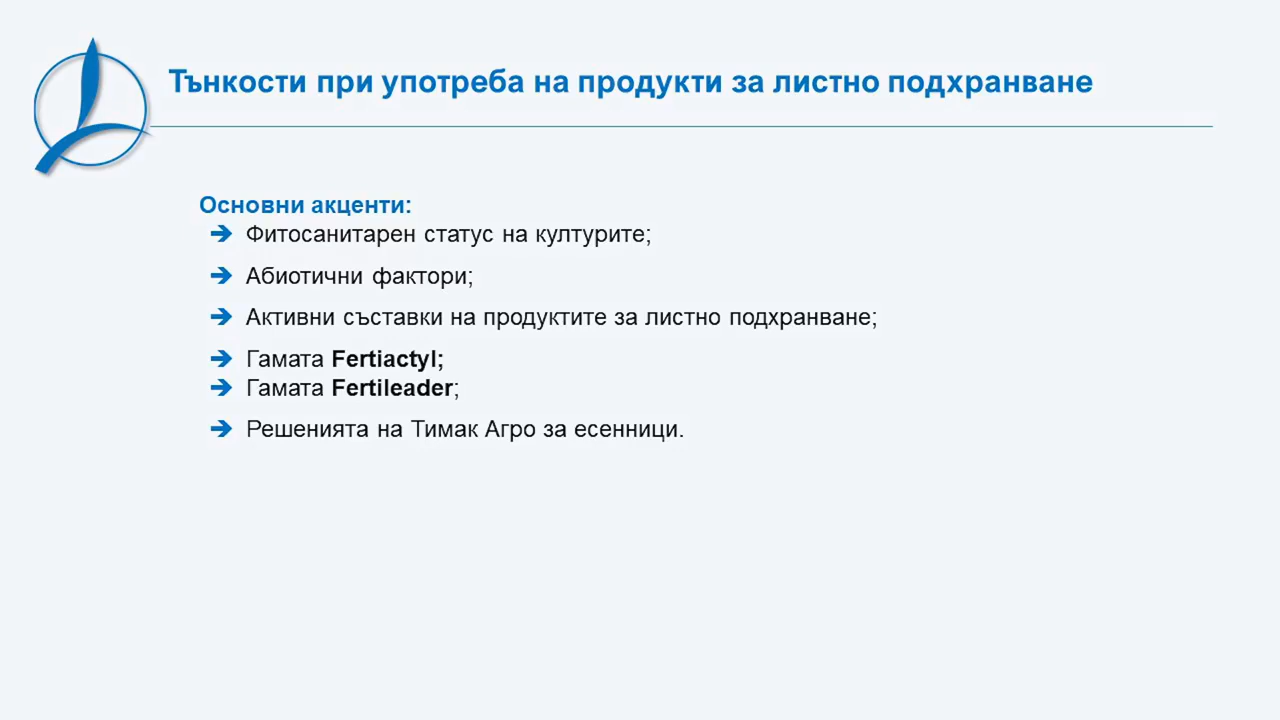 Тънкости при употреба на продукти за листно подхранване
Основни акценти:
➔ Фитосанитарен статус на културите;
➔ Абиотични фактори;
➔ Активни съставки на продуктите за листно подхранване;
➔ Гамата Fertiactyl;
➔ Гамата Fertileader;
➔ Решенията на Тимак Агро за есенници.